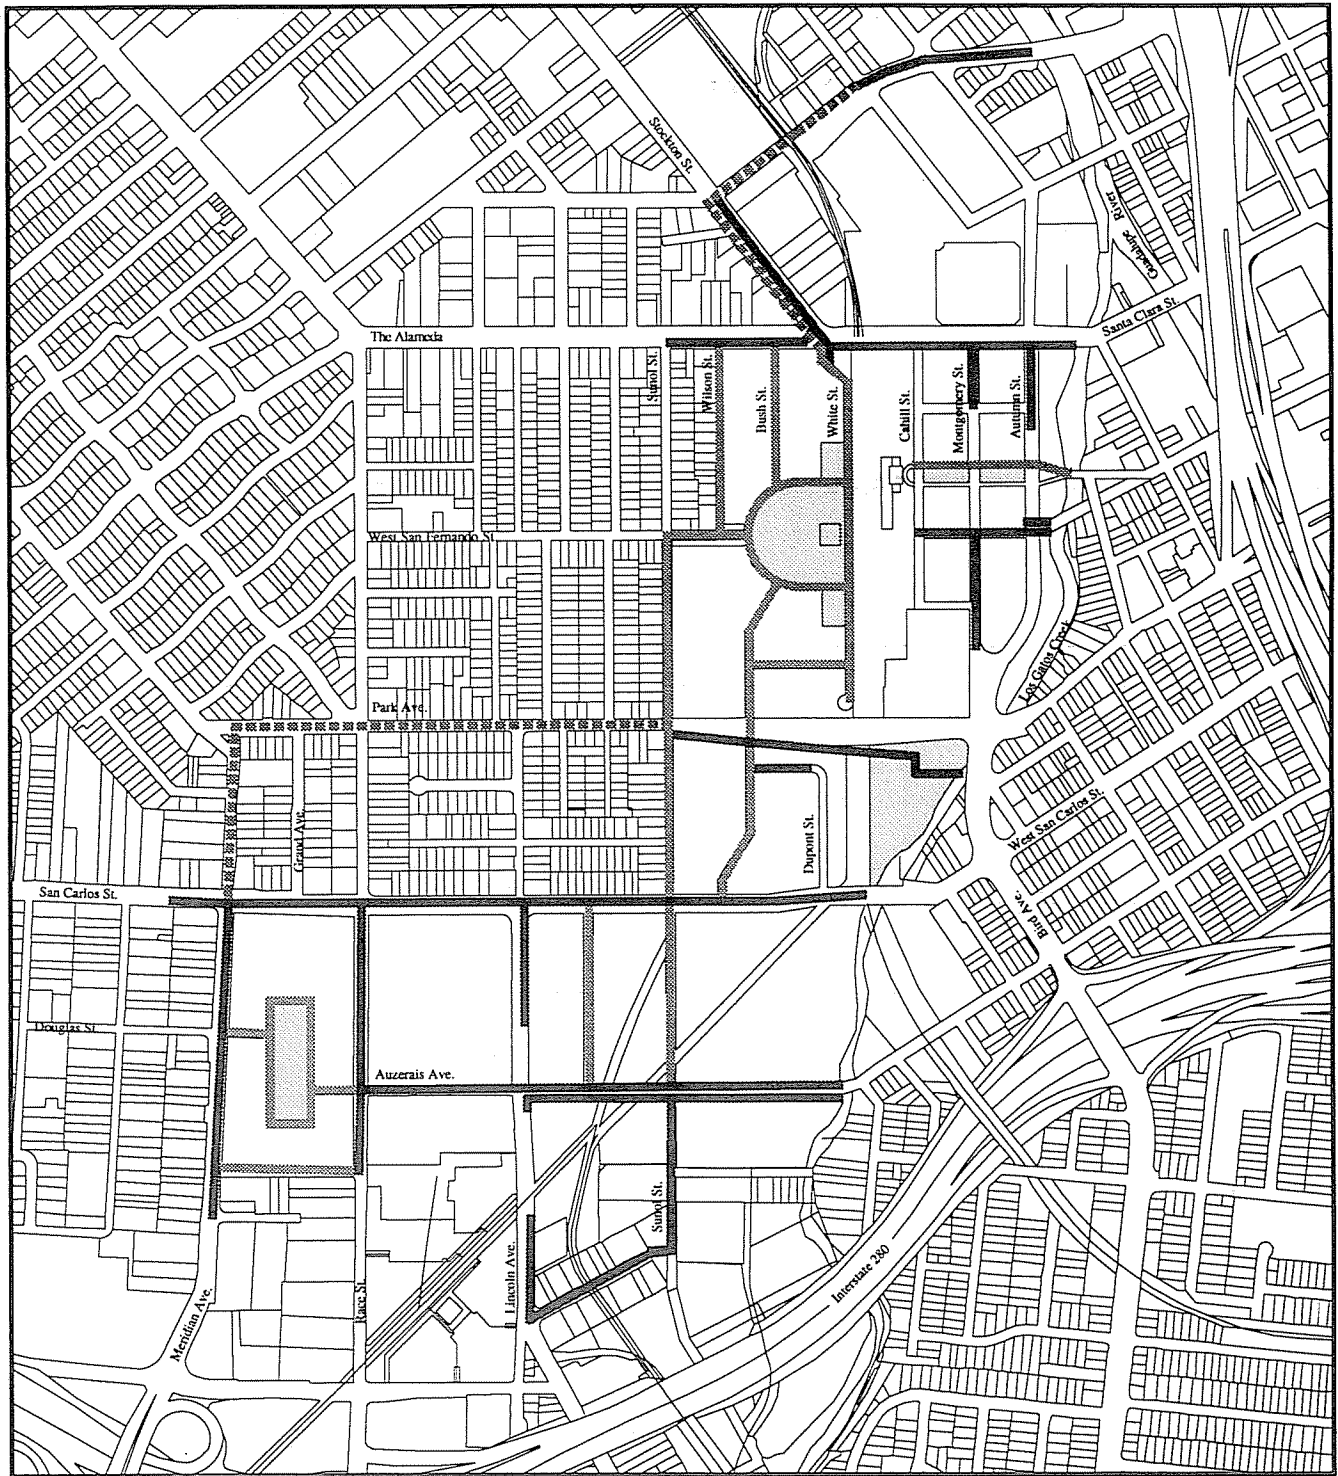 Stockton St.
Guadalupe River
Santa Clara St.
The Alameda
Sunol St.
Wilson St.
Bush St.
White St.
Cahill St.
Montgomery St.
Autumn St.
West San Fernando St
Los Gatos Creek
Park Ave.
Grand Ave.
Dupont St.
West San Carlos St.
San Carlos St.
Bird Ave.
Douglas St.
Auzerais Ave.
Sunol St.
Lincoln Ave.
Race St.
Interstate 280
Meridian Ave.